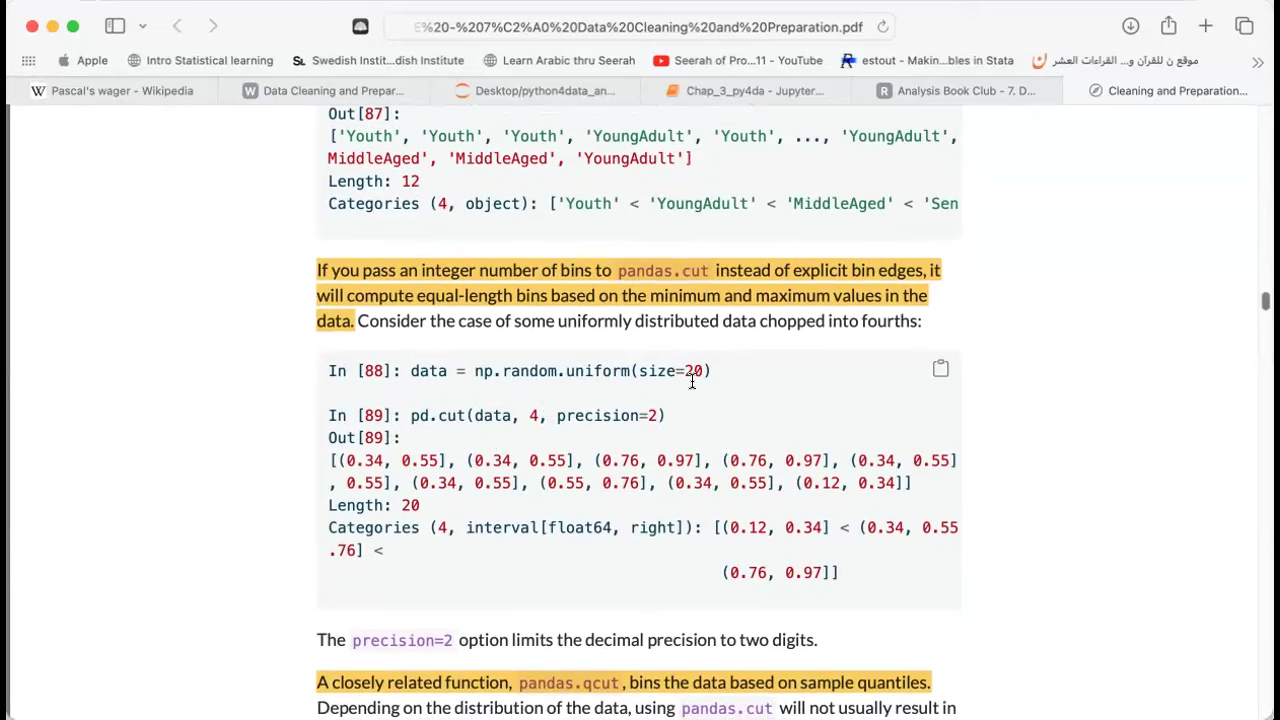 E%20-%207%C2%A0%20Data%20Cleaning%20and%20Preparation.pdf
Apple Intro Statistical learning Swedish Instit...dish Institute Learn Arabic thru Seerah Seerah of Pro...11 - YouTube estout - Makin...bles in Stata موقع ن للقرآن و... القراءات العشر
Pascal's wager - Wikipedia Data Cleaning and Prepar... Desktop/python4data_an... Chap_3_py4da - Jupyter... Analysis Book Club - 7. D... Cleaning and Preparation...
Out[87]:
['Youth', 'Youth', 'Youth', 'YoungAdult', 'Youth', ..., 'YoungAdult',
MiddleAged', 'MiddleAged', 'YoungAdult']
Length: 12
Categories (4, object): ['Youth' < 'YoungAdult' < 'MiddleAged' < 'Sen
If you pass an integer number of bins to pandas.cut instead of explicit bin edges, it
will compute equal-length bins based on the minimum and maximum values in the
data. Consider the case of some uniformly distributed data chopped into fourths:
In [88]: data = np.random.uniform(size=20)
In [89]: pd.cut(data, 4, precision=2)
Out[89]:
[(0.34, 0.55], (0.34, 0.55], (0.76, 0.97], (0.76, 0.97], (0.34, 0.55]
, 0.55], (0.34, 0.55], (0.55, 0.76], (0.34, 0.55], (0.12, 0.34]]
Length: 20
Categories (4, interval[float64, right]): [(0.12, 0.34] < (0.34, 0.55
.76] <
(0.76, 0.97]]
The precision=2 option limits the decimal precision to two digits.
A closely related function, pandas.qcut, bins the data based on sample quantiles.
Depending on the distribution of the data, using pandas.cut will not usually result in